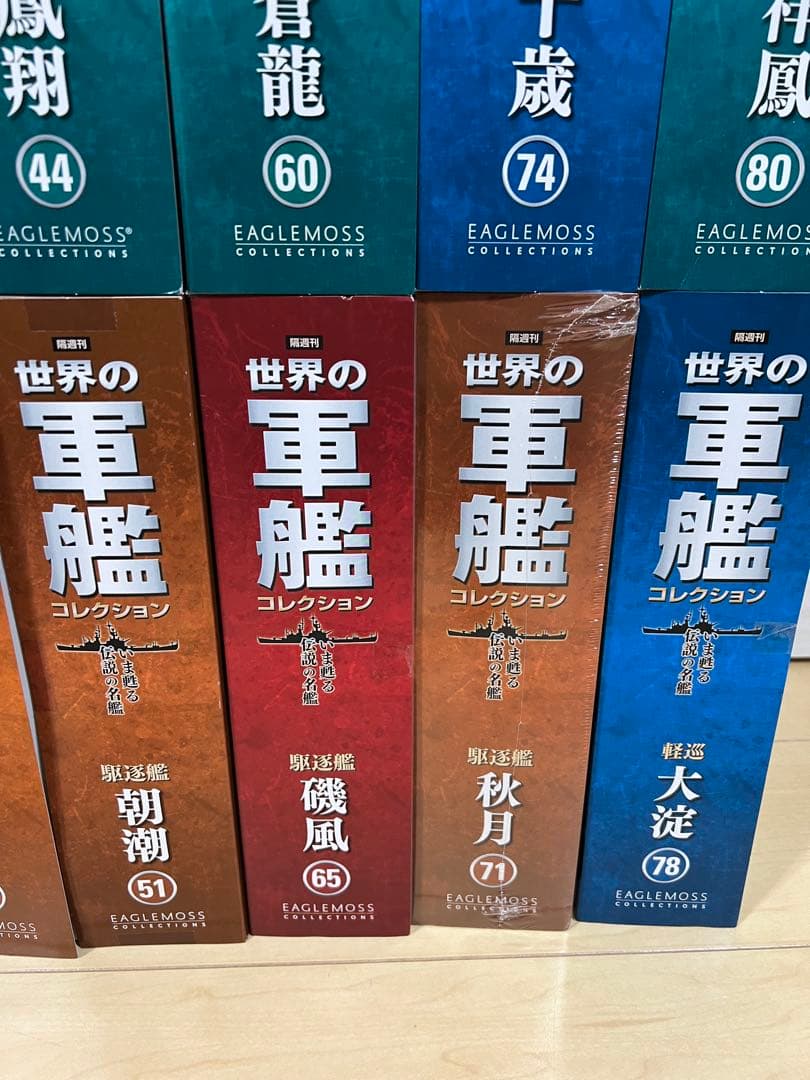 鳳翔
44
EAGLEMOSS®
COLLECTIONS
蒼龍
60
EAGLEMOSS
COLLECTIONS
千歳
74
EAGLEMOSS
COLLECTIONS
祥鳳
80
EAGLEMOSS
COLLECTIONS
隔週刊
世界の
軍艦
コレクション
いま甦る
伝説の名艦
駆逐艦
朝潮
51
EAGLEMOSS
COLLECTIONS
隔週刊
世界の
軍艦
コレクション
いま甦る
伝説の名艦
駆逐艦
磯風
65
EAGLEMOSS
COLLECTIONS
隔週刊
世界の
軍艦
コレクション
いま甦る
伝説の名艦
駆逐艦
秋月
71
EAGLEMOSS
COLLECTIONS
隔週刊
世界の
軍艦
コレクション
いま甦る
伝説の名艦
軽巡
大淀
78
EAGLEMOSS
COLLECTIONS